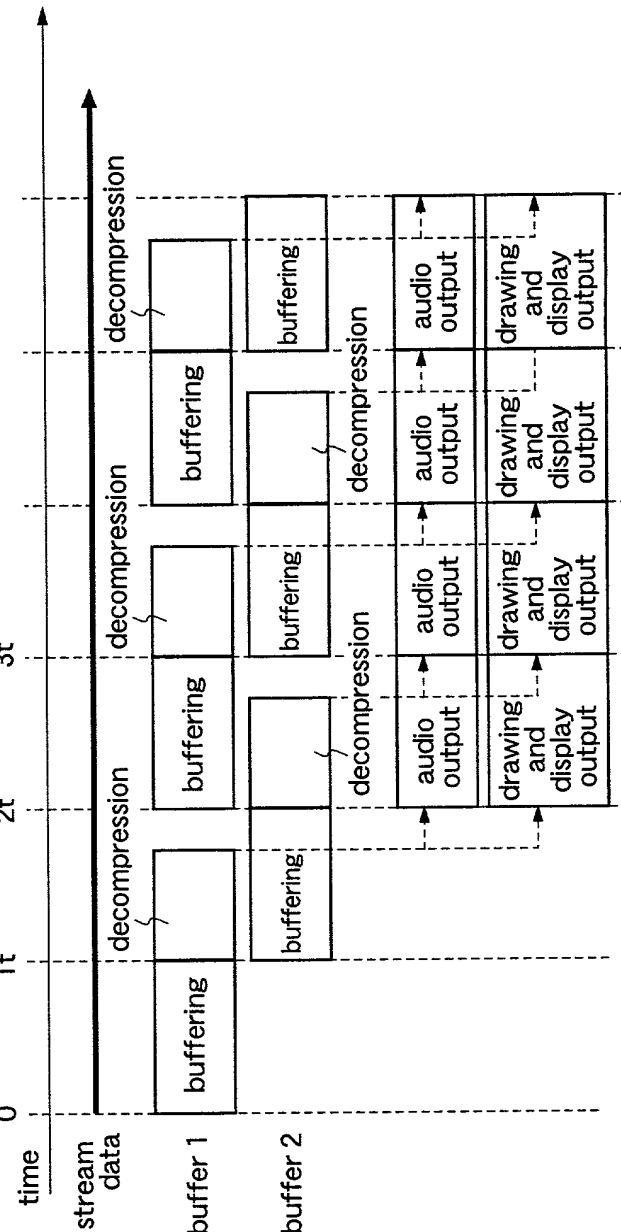 time
0
1t
2t
3t
stream
data
decompression
decompression
decompression
buffer 1
buffering
buffering
buffering
buffer 2
buffering
buffering
buffering
decompression
decompression
audio
output
audio
output
audio
output
audio
output
drawing
and
display
output
drawing
and
display
output
drawing
and
display
output
drawing
and
display
output